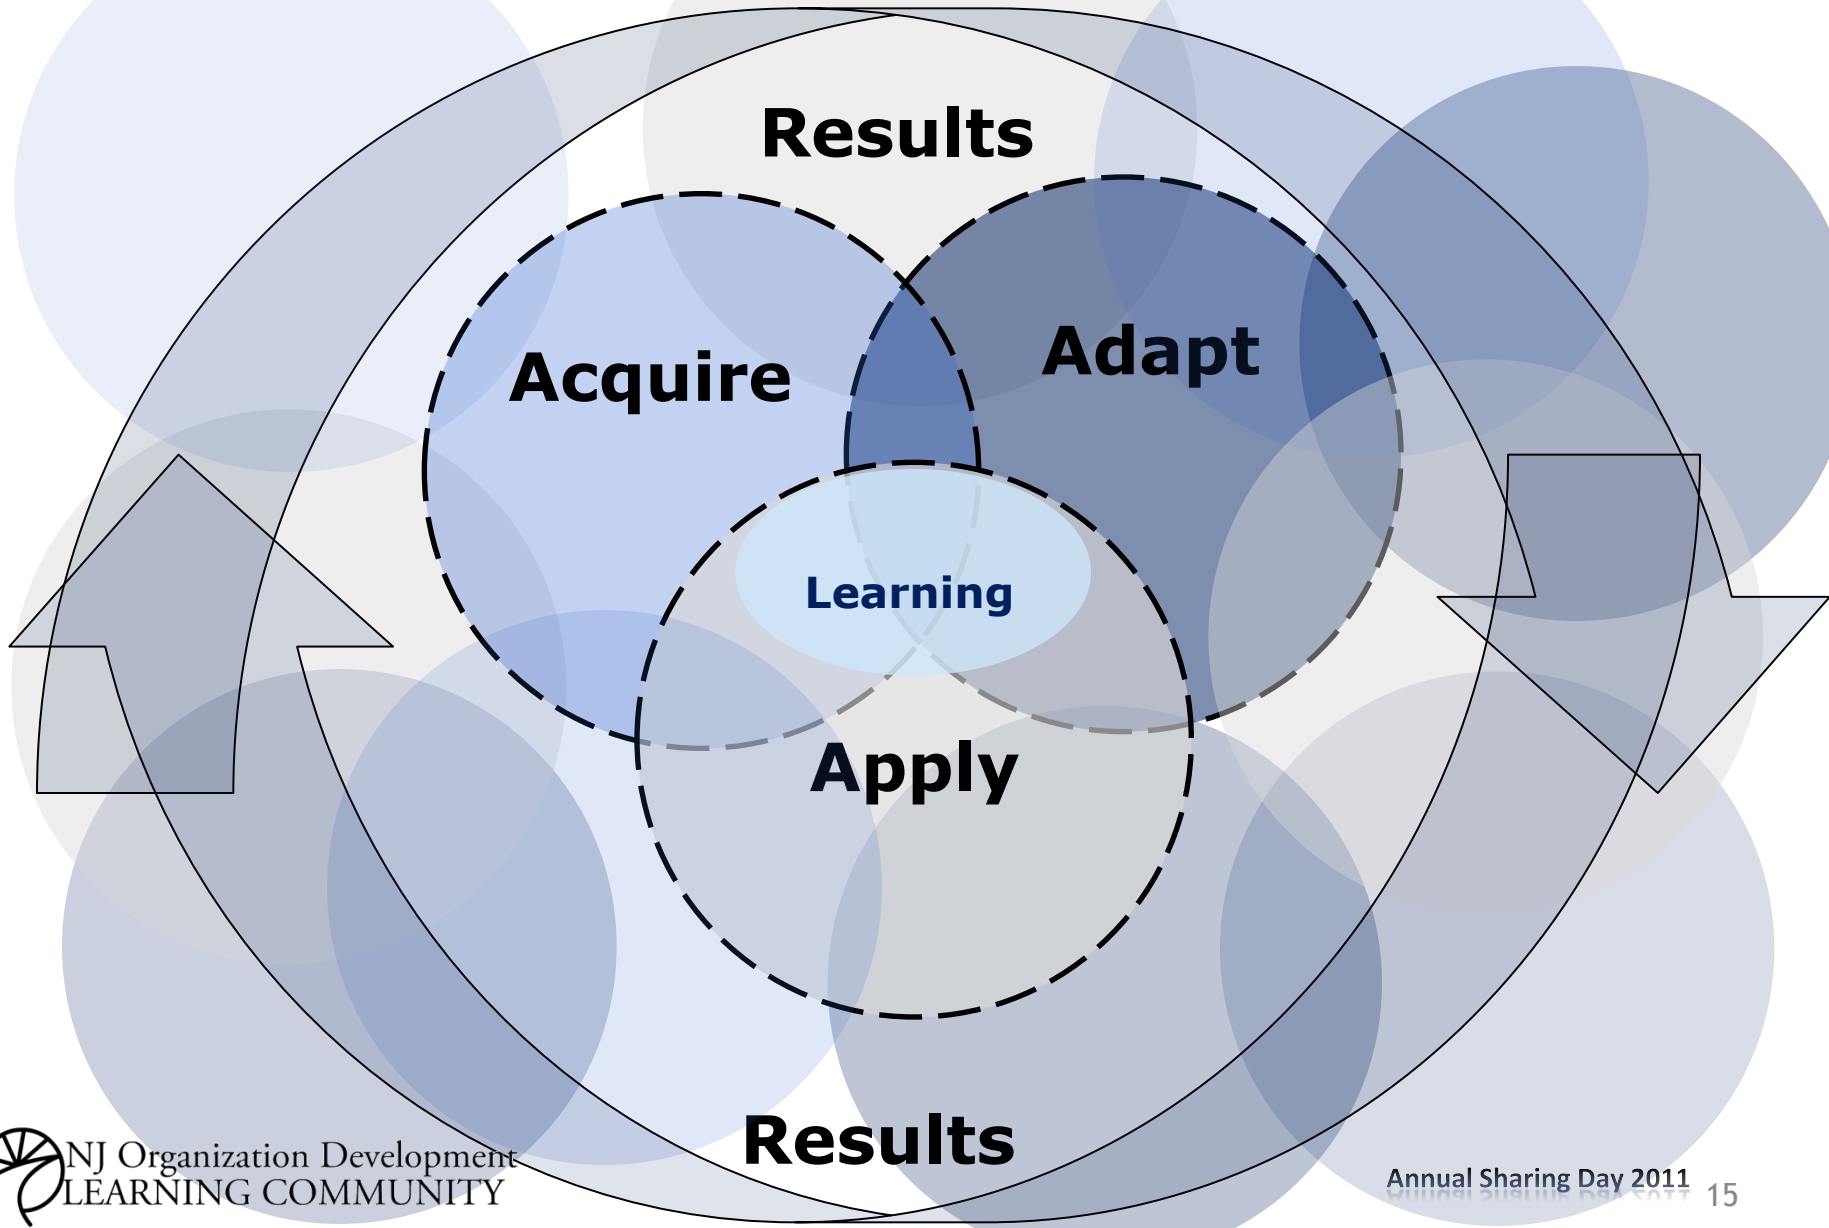 Results
Acquire
Adapt
Learning
Apply
Results
NJ Organization Development
LEARNING COMMUNITY
Annual Sharing Day 2011
15